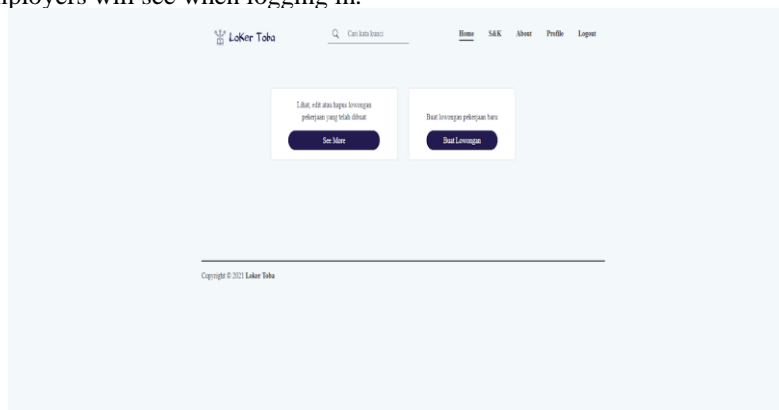 ployers will see when logging in.
LoKer Toba
Cari kata kunci
Home S&K About Profile Logout
Lihat, edit atau hapus lowongan
pekerjaan yang telah dibuat
See More
Buat lowongan pekerjaan baru
Buat Lowongan
Copyright © 2021 Loker Toba